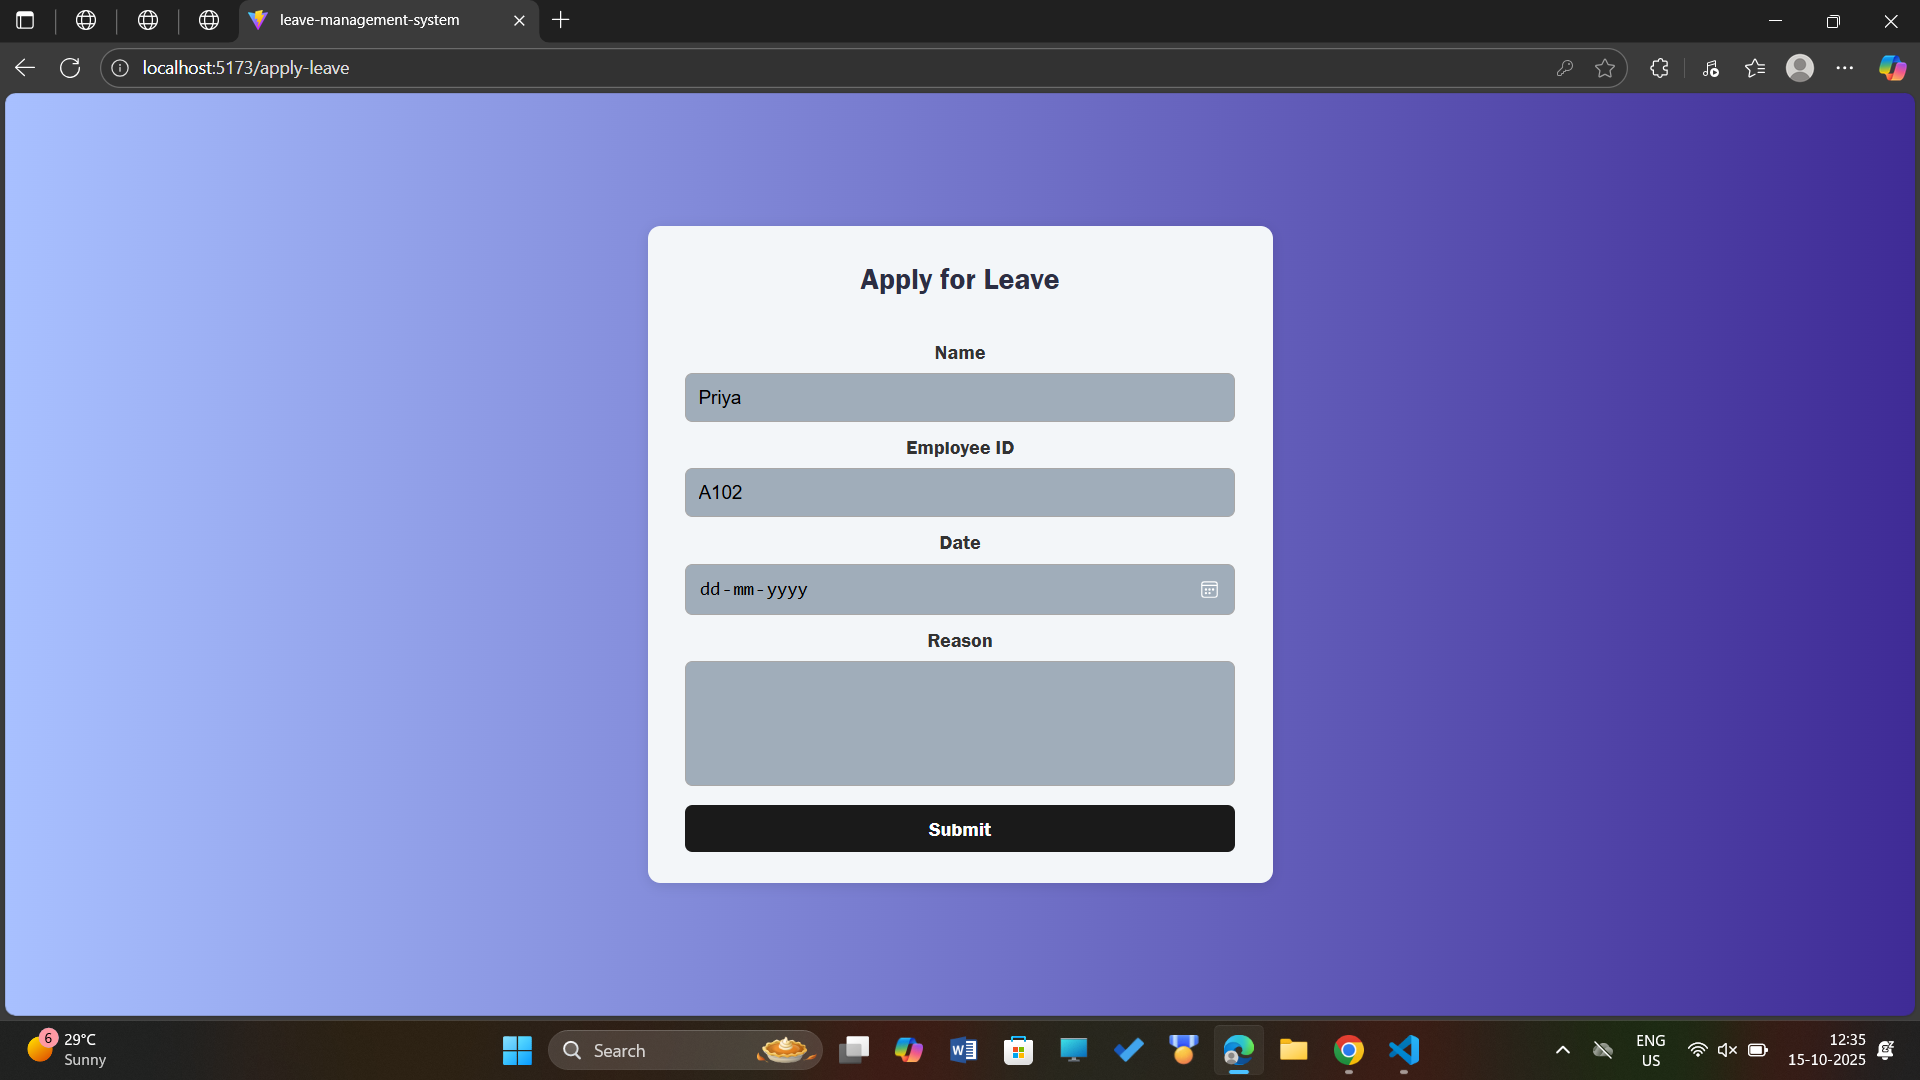 leave-management-system
localhost:5173/apply-leave
Apply for Leave
Name
Priya
Employee ID
A102
Date
dd-mm-yyyy
Reason
Submit
6
29°C
Sunny
Search
ENG
US
12:35
15-10-2025